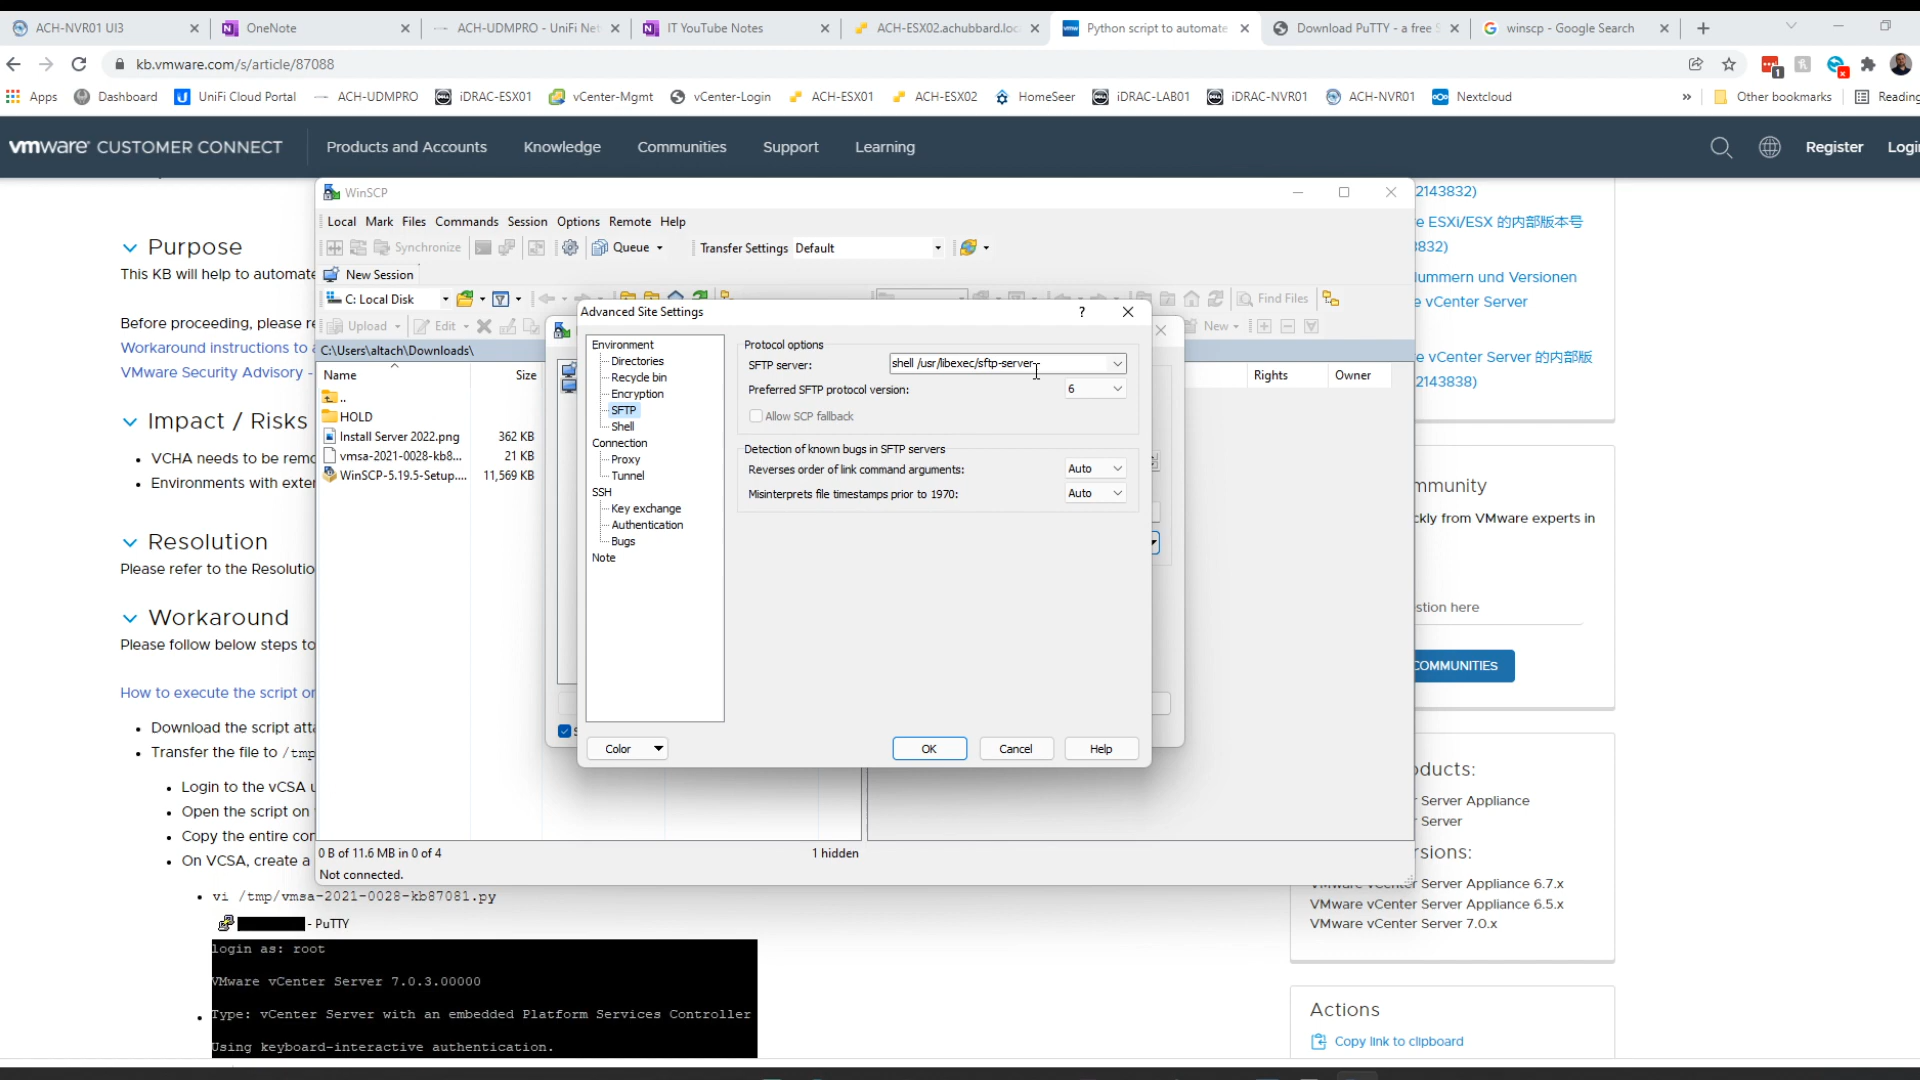 ACH-NVR01 UI3
OneNote
ACH-UDMPRO - UniFi Net
IT YouTube Notes
ACH-ESX02.achubbard.loc
Python script to automate
Download PuTTY - a free S
winscp - Google Search
kb.vmware.com/s/article/87088
Apps
Dashboard
UniFi Cloud Portal
ACH-UDMPRO
iDRAC-ESX01
vCenter-Mgmt
vCenter-Login
ACH-ESX01
ACH-ESX02
HomeSeer
iDRAC-LAB01
iDRAC-NVR01
ACH-NVR01
Nextcloud
»
Other bookmarks
Reading
vmware CUSTOMER CONNECT
Products and Accounts
Knowledge
Communities
Support
Learning
Register
Login
WinSCP
Local Mark Files Commands Session Options Remote Help
Synchronize
Queue
Transfer Settings Default
New Session
C: Local Disk
Find Files
Upload
Edit
New
C:\Users\altach\Downloads\
Name
Size
Rights
Owner
..
HOLD
Install Server 2022.png 362 KB
vmsa-2021-0028-kb8... 21 KB
WinSCP-5.19.5-Setup.... 11,569 KB
0 B of 11.6 MB in 0 of 4
1 hidden
Not connected.
Advanced Site Settings
?
Environment
Directories
Recycle bin
Encryption
SFTP
Shell
Connection
Proxy
Tunnel
SSH
Key exchange
Authentication
Bugs
Note
Protocol options
SFTP server: shell /usr/libexec/sftp-server
Preferred SFTP protocol version: 6
Allow SCP fallback
Detection of known bugs in SFTP servers
Reverses order of link command arguments: Auto
Misinterprets file timestamps prior to 1970: Auto
Color
OK
Cancel
Help
Purpose
This KB will help to automate
Before proceeding, please re
Workaround instructions to a
VMware Security Advisory -
Impact / Risks
VCHA needs to be remo
Environments with exter
Resolution
Please refer to the Resolutio
Workaround
Please follow below steps to
How to execute the script on
Download the script atta
Transfer the file to /tmp
Login to the vCSA u
Open the script on
Copy the entire con
On VCSA, create a
vi /tmp/vmsa-2021-0028-kb87081.py
- PuTTY
login as: root
VMware vCenter Server 7.0.3.00000
Type: vCenter Server with an embedded Platform Services Controller
Using keyboard-interactive authentication.
2143832)
e ESXi/ESX 的内部版本号
3832)
Nummern und Versionen
e vCenter Server
e vCenter Server 的内部版
2143838)
mmunity
ckly from VMware experts in
stion here
COMMUNITIES
oducts:
Server Appliance
Server
rsions:
VMware vCenter Server Appliance 6.7.x
VMware vCenter Server Appliance 6.5.x
VMware vCenter Server 7.0.x
Actions
Copy link to clipboard